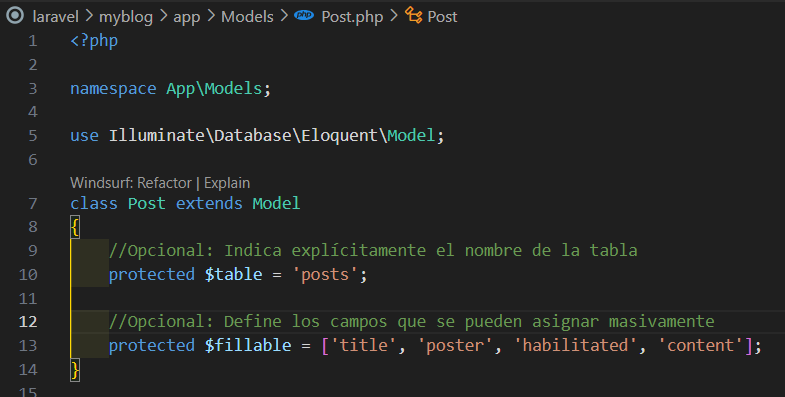 laravel > myblog > app > Models > Post.php > Post
1 <?php
2
3 namespace App\Models;
4
5 use Illuminate\Database\Eloquent\Model;
6
Windsurf: Refactor | Explain
7 class Post extends Model
8 {
9 //Opcional: Indica explícitamente el nombre de la tabla
10 protected $table = 'posts';
11
12 //Opcional: Define los campos que se pueden asignar masivamente
13 protected $fillable = ['title', 'poster', 'habilitated', 'content'];
14 }
15